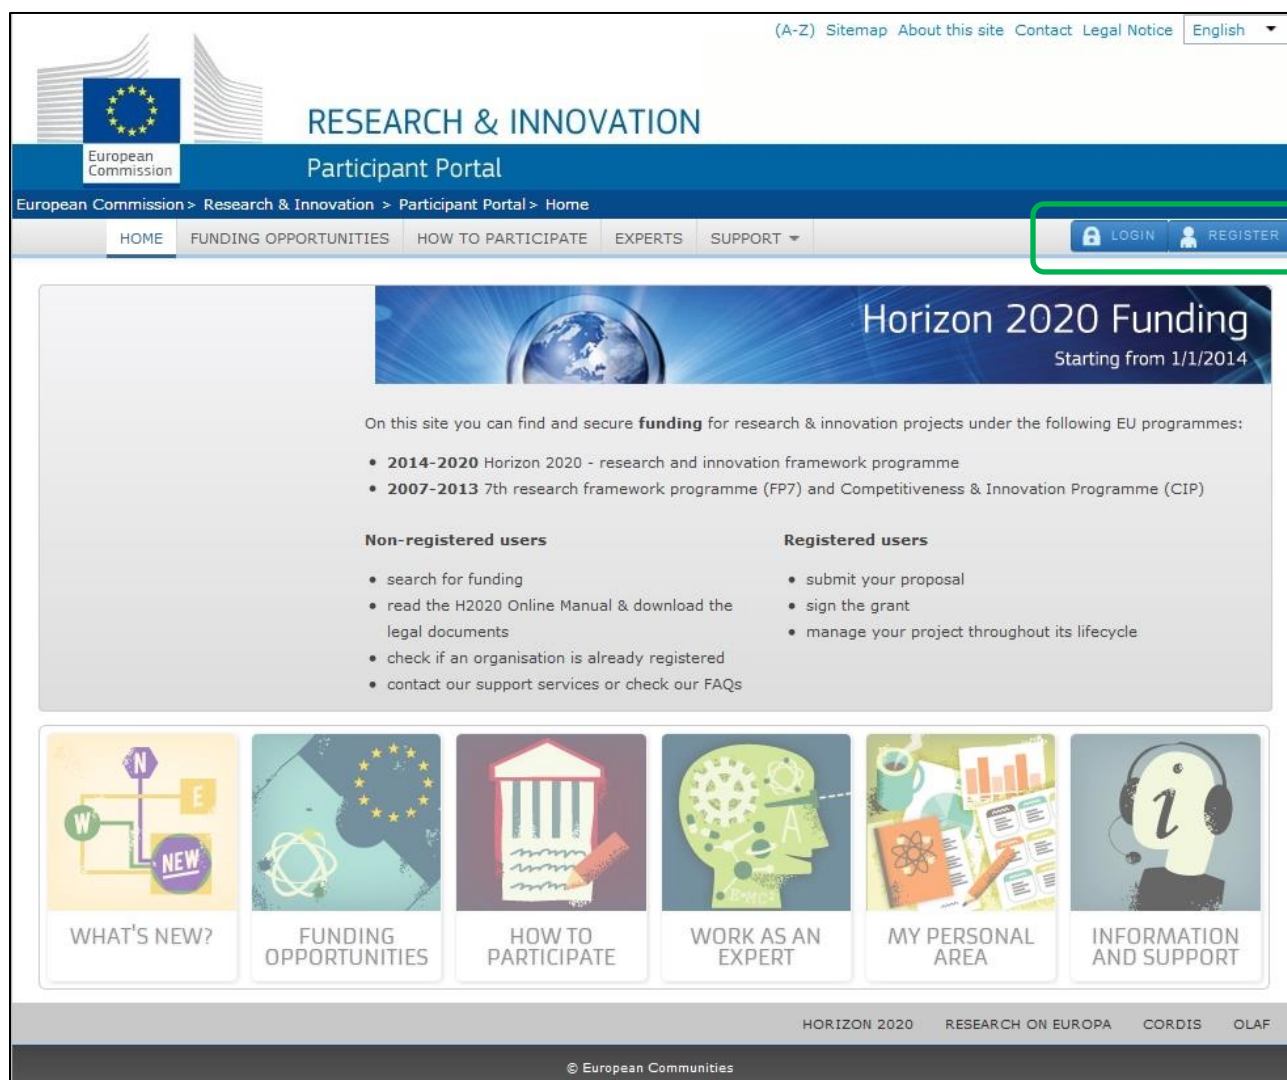 (A-Z) Sitemap About this site Contact Legal Notice English
RESEARCH & INNOVATION
European
Commission
Participant Portal
European Commission > Research & Innovation > Participant Portal > Home
HOME FUNDING OPPORTUNITIES HOW TO PARTICIPATE EXPERTS SUPPORT LOGIN REGISTER
Horizon 2020 Funding
Starting from 1/1/2014
On this site you can find and secure funding for research & innovation projects under the following EU programmes:
• 2014-2020 Horizon 2020 - research and innovation framework programme
• 2007-2013 7th research framework programme (FP7) and Competitiveness & Innovation Programme (CIP)
Non-registered users
• search for funding
• read the H2020 Online Manual & download the
legal documents
• check if an organisation is already registered
• contact our support services or check our FAQs
Registered users
• submit your proposal
• sign the grant
• manage your project throughout its lifecycle
N
E
W
NEW
A
E=MC²
i
WHAT'S NEW?
FUNDING
OPPORTUNITIES
HOW TO
PARTICIPATE
WORK AS AN
EXPERT
MY PERSONAL
AREA
INFORMATION
AND SUPPORT
HORIZON 2020 RESEARCH ON EUROPA CORDIS OLAF
© European Communities